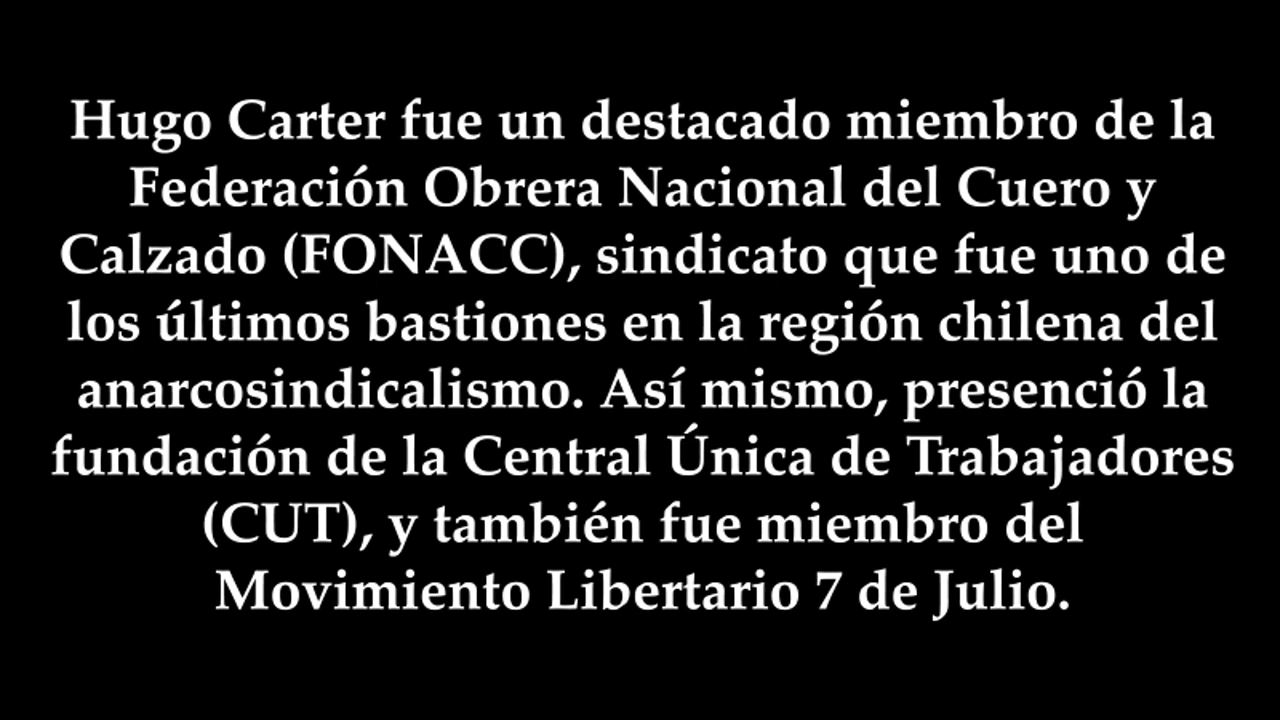 Hugo Carter fue un destacado miembro de la
Federación Obrera Nacional del Cuero y
Calzado (FONACC), sindicato que fue uno de
los últimos bastiones en la región chilena del
anarcosindicalismo. Así mismo, presenció la
fundación de la Central Única de Trabajadores
(CUT), y también fue miembro del
Movimiento Libertario 7 de Julio.